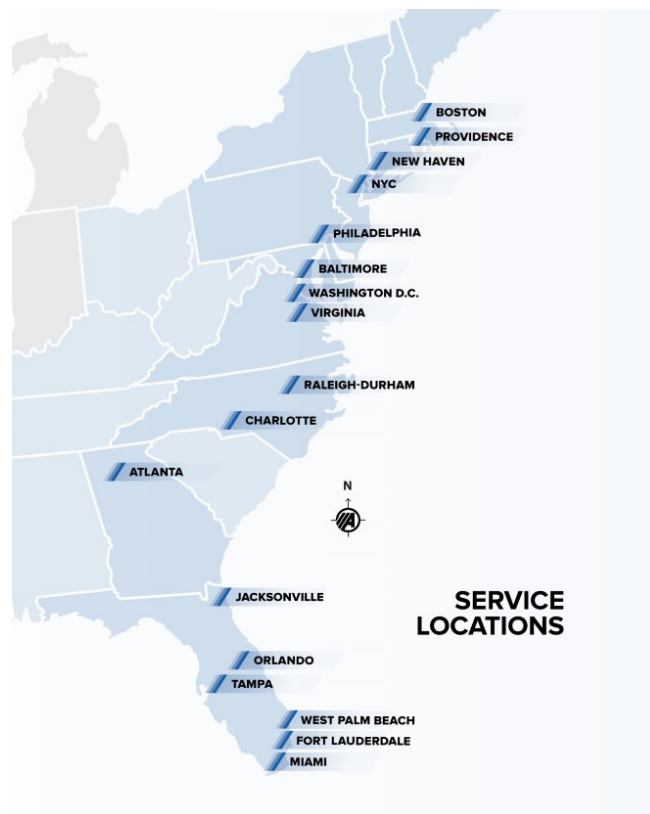 BOSTON
PROVIDENCE
NEW HAVEN
NYC
PHILADELPHIA
BALTIMORE
WASHINGTON D.C.
VIRGINIA
RALEIGH-DURHAM
CHARLOTTE
ATLANTA
N
JACKSONVILLE
SERVICE
LOCATIONS
ORLANDO
TAMPA
WEST PALM BEACH
FORT LAUDERDALE
MIAMI